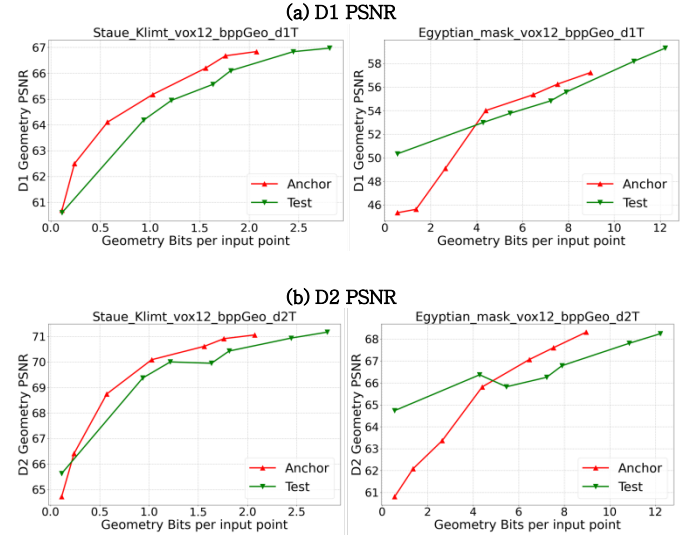 (a) D1 PSNR
Staue_Klimt_vox12_bppGeo_d1T
D1 Geometry PSNR
67
66
65
64
63
62
61
0.0 0.5 1.0 1.5 2.0 2.5
Geometry Bits per input point
Anchor
Test
Egyptian_mask_vox12_bppGeo_d1T
D1 Geometry PSNR
58
56
54
52
50
48
46
0 2 4 6 8 10 12
Geometry Bits per input point
Anchor
Test
(b) D2 PSNR
Staue_Klimt_vox12_bppGeo_d2T
D2 Geometry PSNR
71
70
69
68
67
66
65
0.0 0.5 1.0 1.5 2.0 2.5
Geometry Bits per input point
Anchor
Test
Egyptian_mask_vox12_bppGeo_d2T
D2 Geometry PSNR
68
67
66
65
64
63
62
61
0 2 4 6 8 10 12
Geometry Bits per input point
Anchor
Test